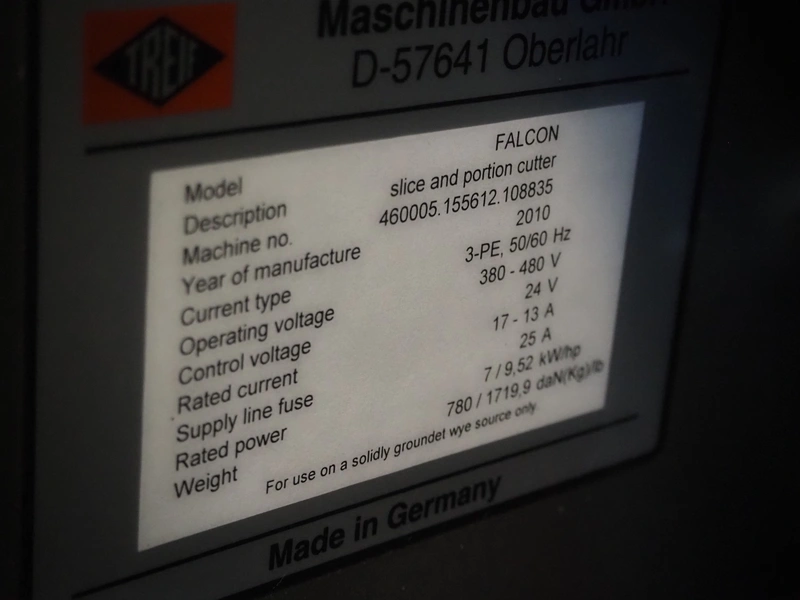 TREIF
Maschinenbau GmbH
D-57641 Oberlahr
Model FALCON
Description slice and portion cutter
Machine no. 460005.155612.108835
Year of manufacture 2010
Current type 3-PE, 50/60 Hz
Operating voltage 380 - 480 V
Control voltage 24 V
Rated current 17 - 13 A
Supply line fuse 25 A
Rated power 7 / 9,52 kW/hp
Weight 780 / 1719,9 daN(Kg)/lb
For use on a solidly groundet wye source only
Made in Germany